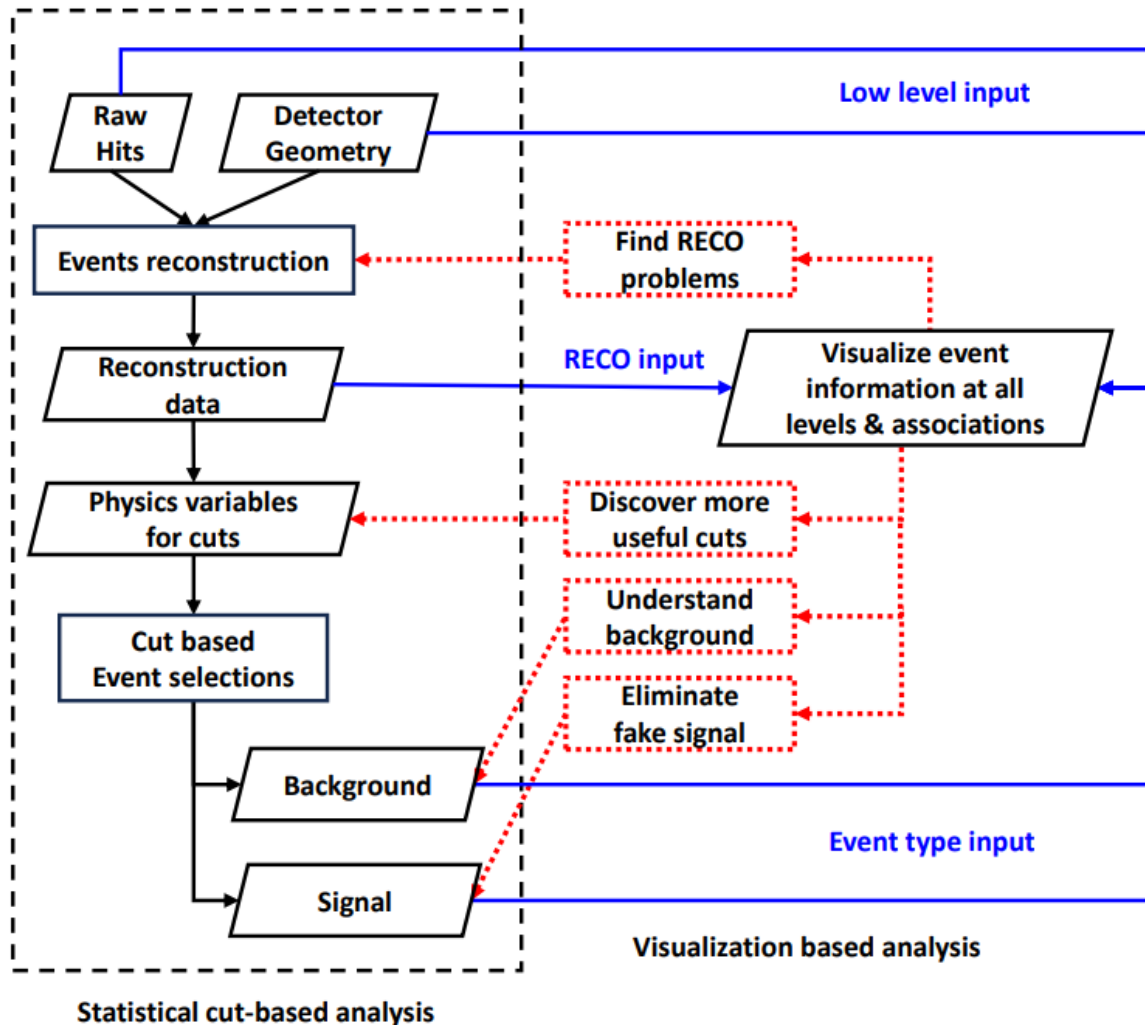 Raw
Hits
Detector
Geometry
Low level input
Events reconstruction
Find RECO
problems
Reconstruction
data
RECO input
Visualize event
information at all
levels & associations
Physics variables
for cuts
Discover more
useful cuts
Understand
background
Cut based
Event selections
Eliminate
fake signal
Background
Event type input
Signal
Visualization based analysis
Statistical cut-based analysis